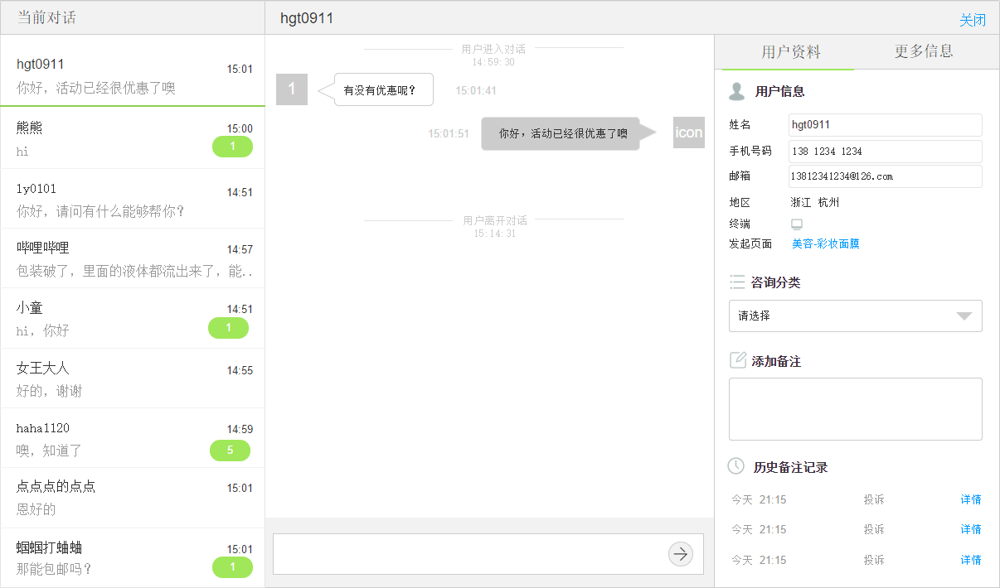 当前对话
hgt0911
15:01
你好，活动已经很优惠了噢
熊熊
15:00
hi
1
1y0101
14:51
你好，请问有什么能够帮你？
哔哩哔哩
14:57
包装破了，里面的液体都流出来了，能..
小童
14:51
hi，你好
1
女王大人
14:55
好的，谢谢
haha1120
14:59
噢，知道了
5
点点点的点点
15:01
恩好的
蝈蝈打蛐蛐
15:01
那能包邮吗？
1
hgt0911
关闭
用户进入对话
14:59:30
1
有没有优惠呢？
15:01:41
15:01:51
你好，活动已经很优惠了噢
icon
用户离开对话
15:14:31
用户资料
更多信息
用户信息
姓名
hgt0911
手机号码
138 1234 1234
邮箱
13812341234@126.com
地区
浙江 杭州
终端
发起页面
美容-彩妆面膜
咨询分类
请选择
添加备注
历史备注记录
今天 21:15 投诉 详情
今天 21:15 投诉 详情
今天 21:15 投诉 详情